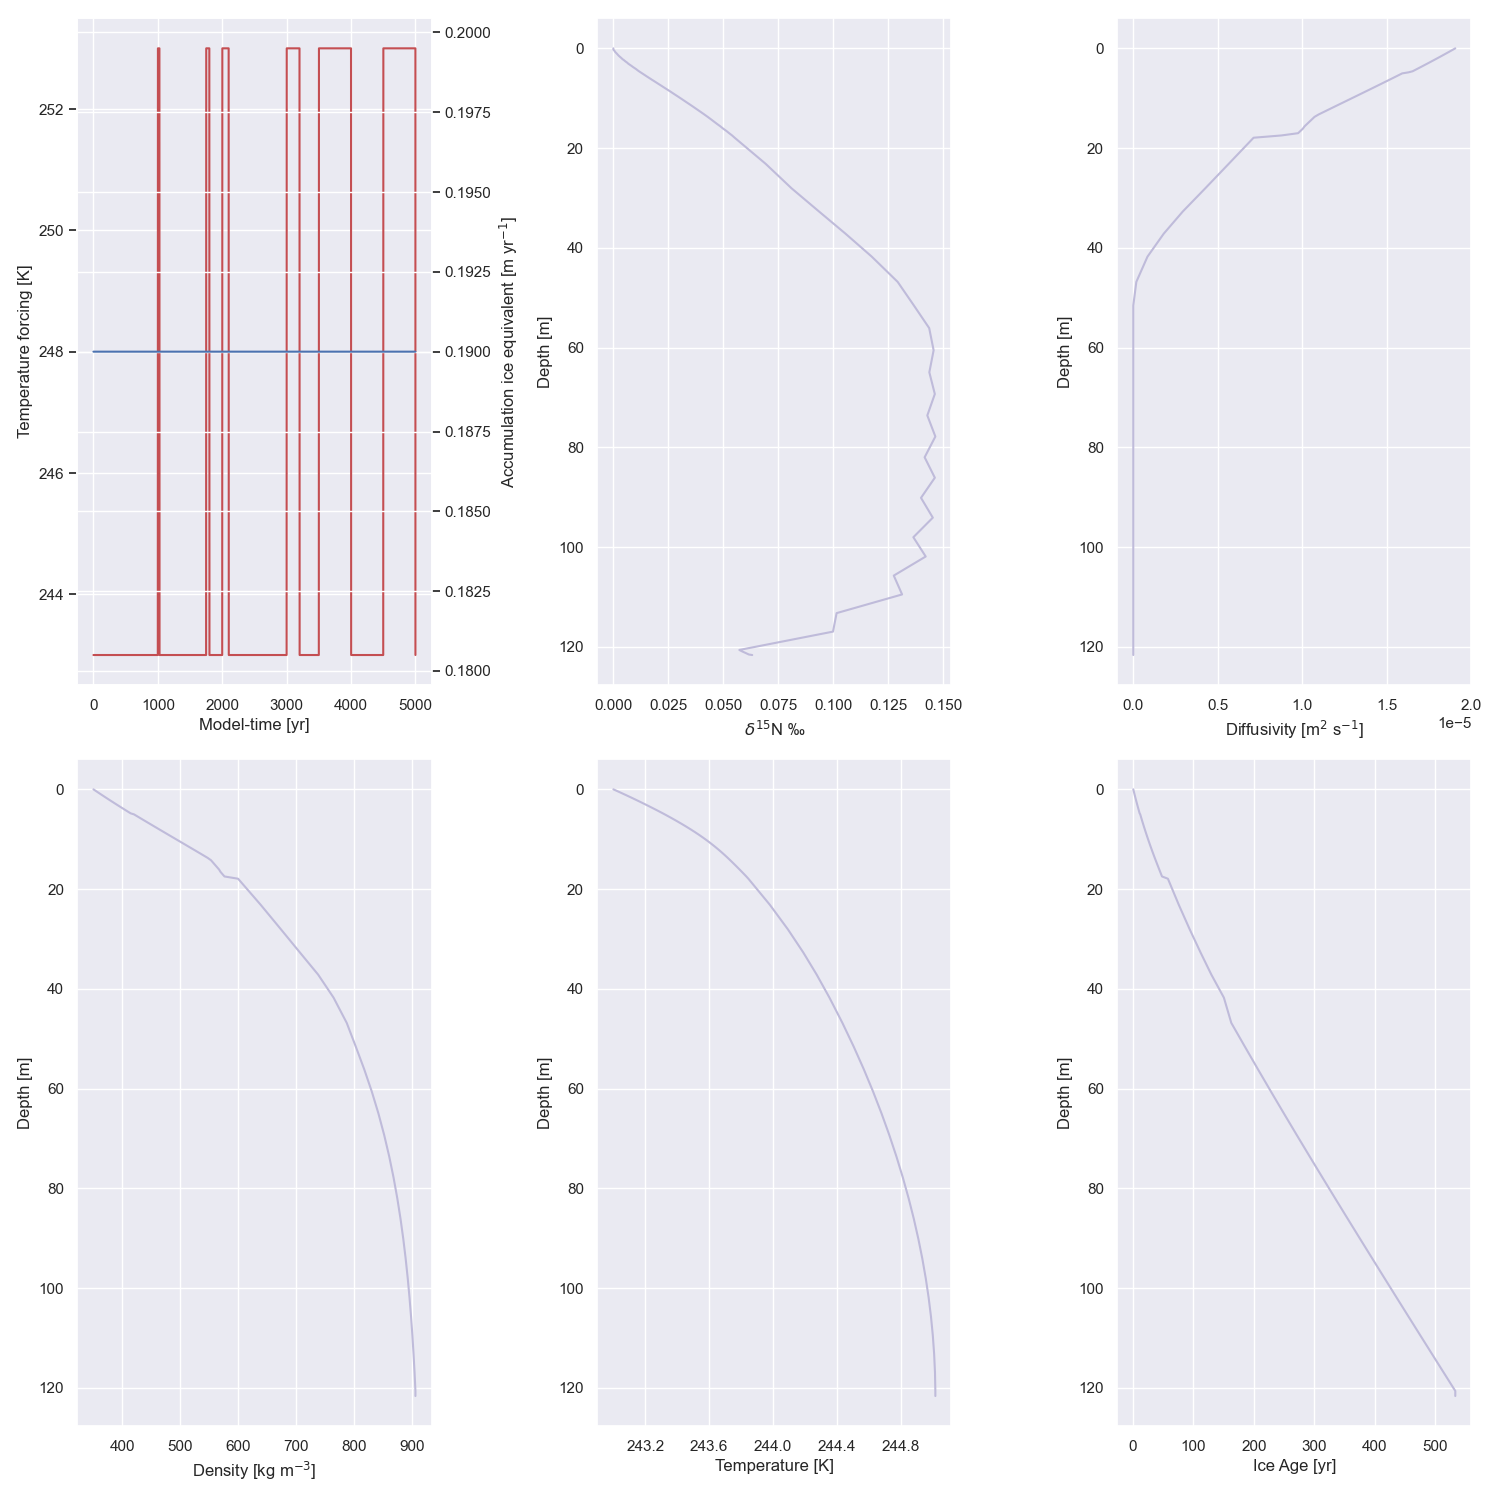 252
250
248
246
244
Temperature forcing [K]
0.2000
0.1975
0.1950
0.1925
0.1900
0.1875
0.1850
0.1825
0.1800
Accumulation ice equivalent [m yr⁻¹]
0 1000 2000 3000 4000 5000
Model-time [yr]
0
20
40
60
80
100
120
Depth [m]
0.000 0.025 0.050 0.075 0.100 0.125 0.150
δ¹⁵N ‰
0
20
40
60
80
100
120
Depth [m]
0.0 0.5 1.0 1.5 2.0
1e−5
Diffusivity [m² s⁻¹]
0
20
40
60
80
100
120
Depth [m]
400 500 600 700 800 900
Density [kg m⁻³]
0
20
40
60
80
100
120
Depth [m]
243.2 243.6 244.0 244.4 244.8
Temperature [K]
0
20
40
60
80
100
120
Depth [m]
0 100 200 300 400 500
Ice Age [yr]